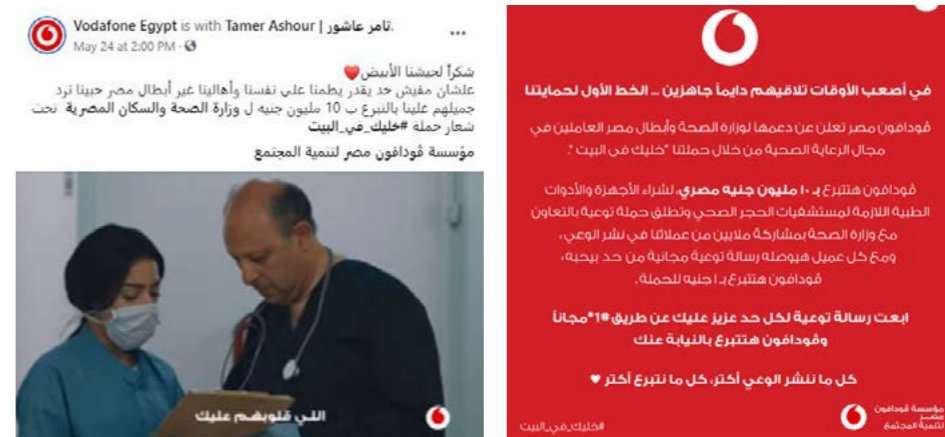 Vodafone Egypt is with Tamer Ashour | تامر عاشور.
May 24 at 2:00 PM
شكراً لجيشنا الأبيض❤️
علشان مفيش حد يقدر يطمنا على نفسنا وأهالينا غير أبطال مصر حبينا نرد
جميلهم علينا بالتبرع ب 10 مليون جنيه ل وزارة الصحة والسكان المصرية تحت
شعار حملة #خليك_في_البيت
مؤسسة ڤودافون مصر لتنمية المجتمع
اللي قلوبهم عليك
في أصعب الأوقات تلاقيهم دايماً جاهزين ... الخط الأول لحمايتنا
ڤودافون مصر تعلن عن دعمها لوزارة الصحة وأبطال مصر العاملين في
مجال الرعاية الصحية من خلال حملتنا "خليك في البيت".
ڤودافون هتتبرع بـ ١٠ مليون جنيه مصري، لشراء الأجهزة والأدوات
الطبية اللازمة لمستشفيات الحجر الصحي وتطلق حملة توعية بالتعاون
مع وزارة الصحة بمشاركة ملايين من عملائنا في نشر الوعي،
ومع كل عميل هيوصله رسالة توعية مجانية من حد بيحبه،
ڤودافون هتتبرع بـ ١ جنيه للحملة.
ابعت رسالة توعية لكل حد عزيز عليك عن طريق #1* مجاناً
وڤودافون هتتبرع بالنيابة عنك
كل ما ننشر الوعي أكتر، كل ما نتبرع أكتر ♥
مؤسسة ڤودافون
مصر
لتنمية المجتمع
#خليك_في_البيت